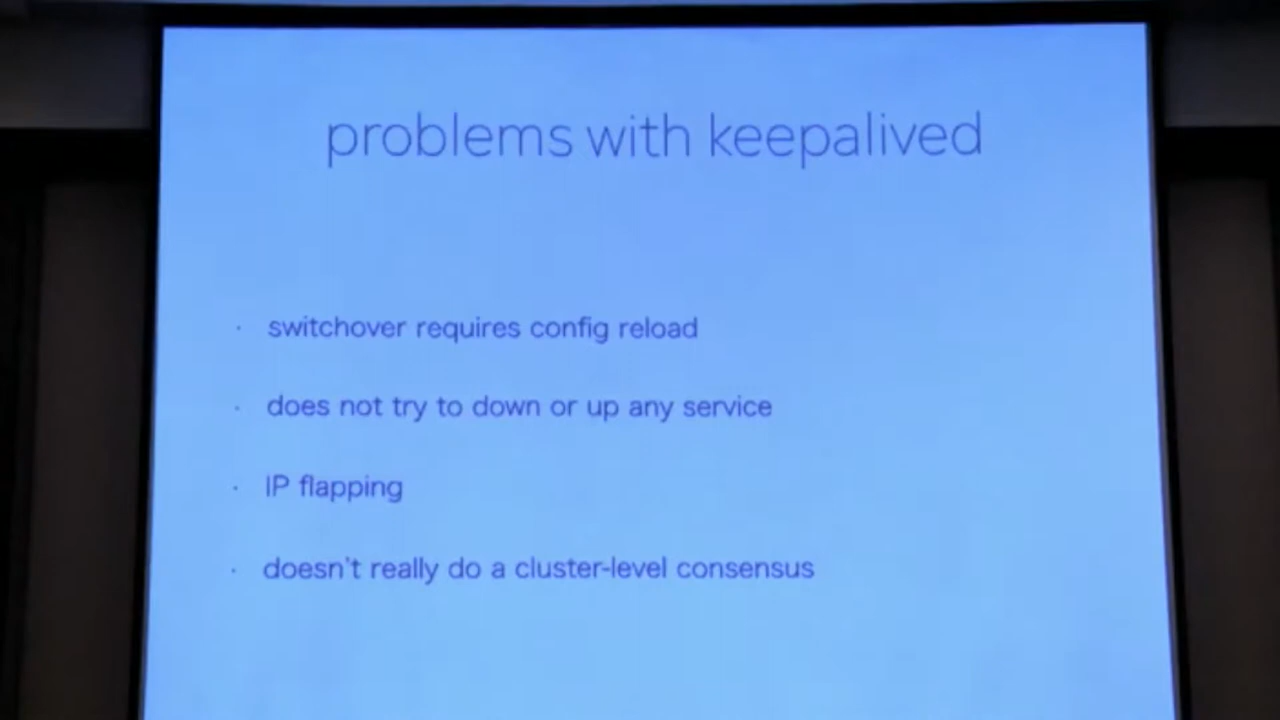 problems with keepalived
· switchover requires config reload
· does not try to down or up any service
· IP flapping
· doesn't really do a cluster-level consensus